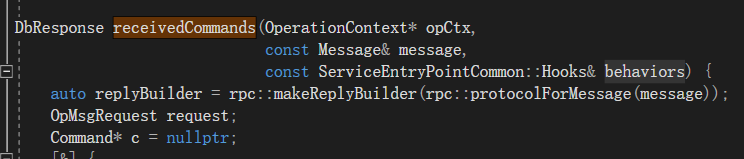 DbResponse receivedCommands(OperationContext* opCtx,
const Message& message,
const ServiceEntryPointCommon::Hooks& behaviors) {
auto replyBuilder = rpc::makeReplyBuilder(rpc::protocolForMessage(message));
OpMsgRequest request;
Command* c = nullptr;
[&] {